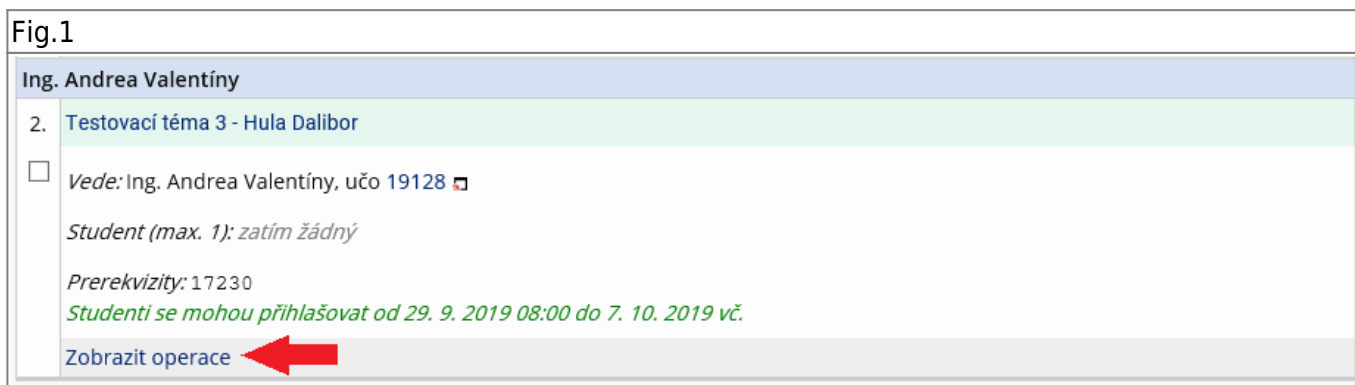 Fig.1
Ing. Andrea Valentíny
2. Testovací téma 3 - Hula Dalibor
Vede: Ing. Andrea Valentíny, učo 19128
Student (max. 1): zatím žádný
Prerekvizity: 17230
Studenti se mohou přihlašovat od 29. 9. 2019 08:00 do 7. 10. 2019 vč.
Zobrazit operace